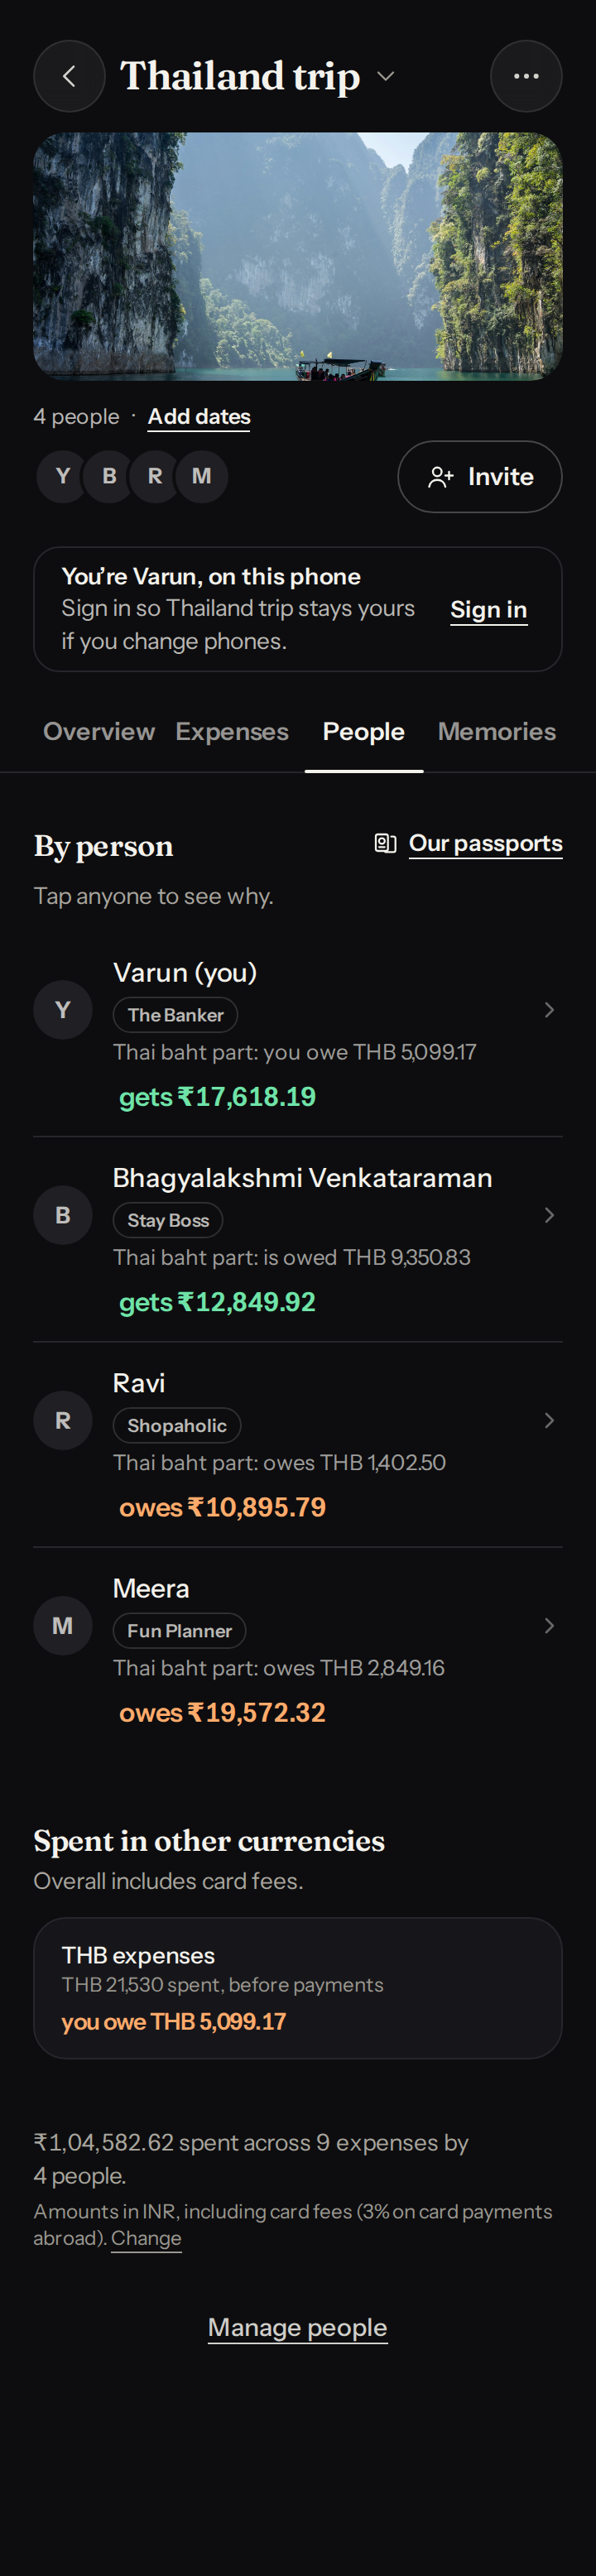 Thailand trip
4 people · Add dates
Y B R M
Invite
You’re Varun, on this phone
Sign in so Thailand trip stays yours
if you change phones.
Sign in
Overview Expenses People Memories
By person
Our passports
Tap anyone to see why.
Y
Varun (you)
The Banker
Thai baht part: you owe THB 5,099.17
gets ₹17,618.19
B
Bhagyalakshmi Venkataraman
Stay Boss
Thai baht part: is owed THB 9,350.83
gets ₹12,849.92
R
Ravi
Shopaholic
Thai baht part: owes THB 1,402.50
owes ₹10,895.79
M
Meera
Fun Planner
Thai baht part: owes THB 2,849.16
owes ₹19,572.32
Spent in other currencies
Overall includes card fees.
THB expenses
THB 21,530 spent, before payments
you owe THB 5,099.17
₹1,04,582.62 spent across 9 expenses by
4 people.
Amounts in INR, including card fees (3% on card payments
abroad). Change
Manage people